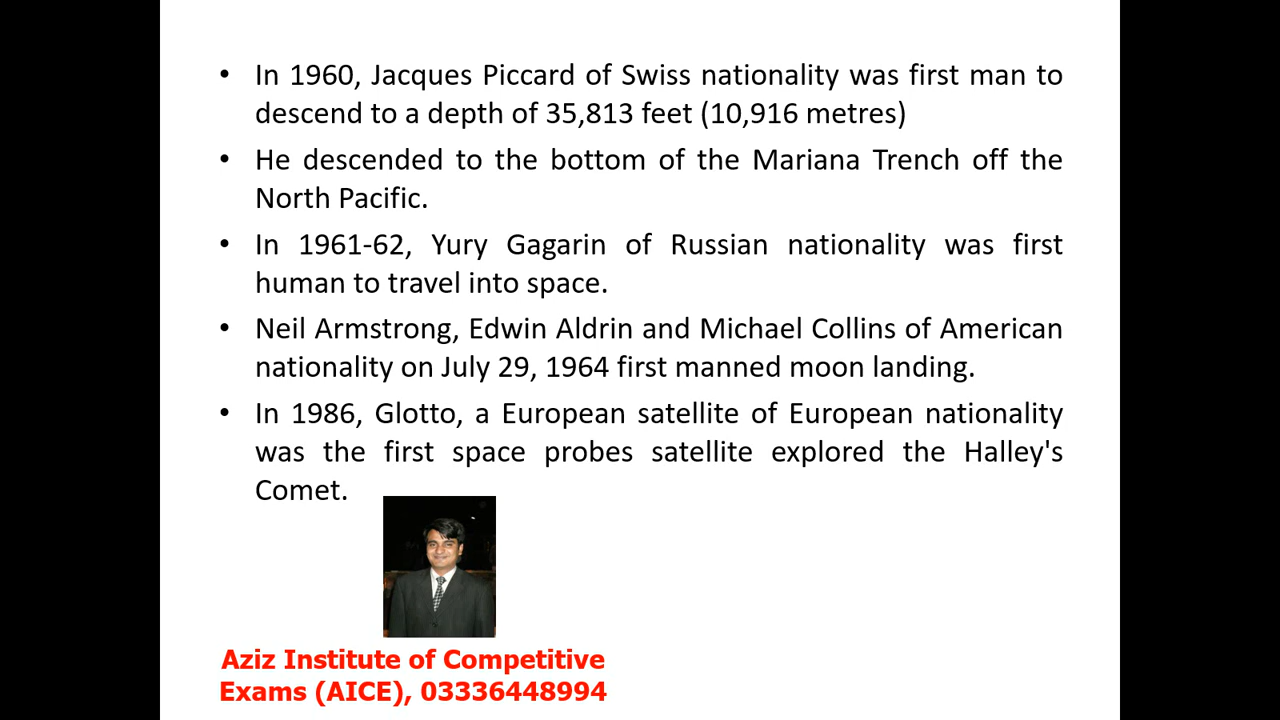 • In 1960, Jacques Piccard of Swiss nationality was first man to
descend to a depth of 35,813 feet (10,916 metres)
• He descended to the bottom of the Mariana Trench off the
North Pacific.
• In 1961-62, Yury Gagarin of Russian nationality was first
human to travel into space.
• Neil Armstrong, Edwin Aldrin and Michael Collins of American
nationality on July 29, 1964 first manned moon landing.
• In 1986, Glotto, a European satellite of European nationality
was the first space probes satellite explored the Halley's
Comet.
Aziz Institute of Competitive
Exams (AICE), 03336448994